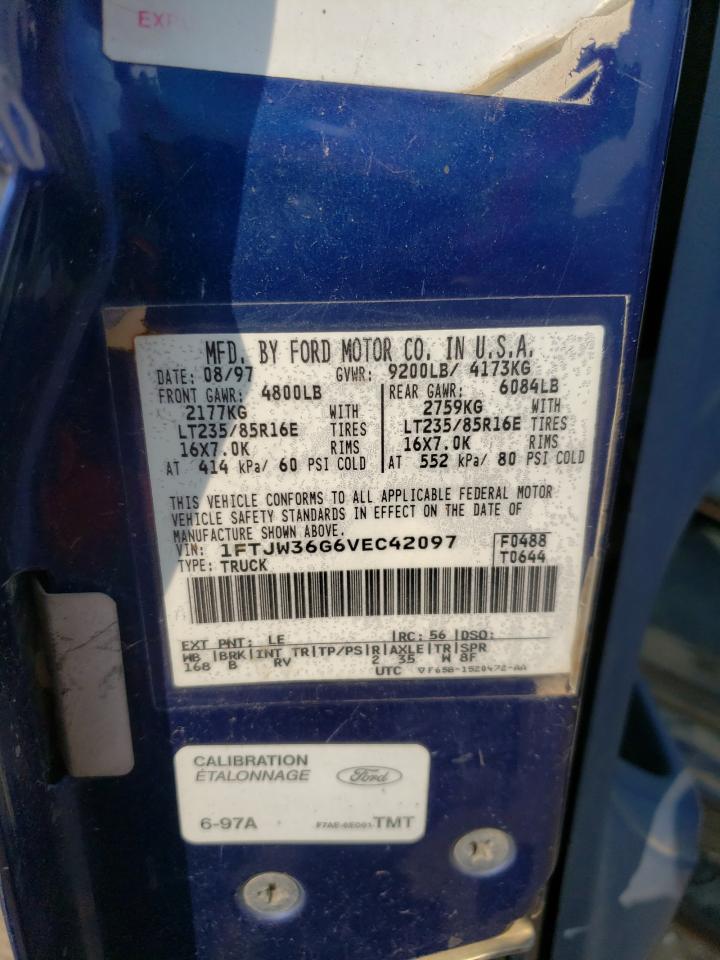 MFD. BY FORD MOTOR CO. IN U.S.A.
DATE: 08/97 GVWR: 9200LB/ 4173KG
FRONT GAWR: 4800LB REAR GAWR: 6084LB
2177KG WITH 2759KG WITH
LT235/85R16E TIRES LT235/85R16E TIRES
16X7.0K RIMS 16X7.0K RIMS
AT 414 kPa/ 60 PSI COLD AT 552 kPa/ 80 PSI COLD
THIS VEHICLE CONFORMS TO ALL APPLICABLE FEDERAL MOTOR
VEHICLE SAFETY STANDARDS IN EFFECT ON THE DATE OF
MANUFACTURE SHOWN ABOVE.
VIN: 1FTJW36G6VEC42097 F0488
TYPE: TRUCK T0644
EXT PNT: LE RC: 56 DSO:
WB BRK INT TR TP/PS R AXLE TR SPR
168 B RV 2 35 W 8F
UTC F65B-1520472-AA
CALIBRATION
ÉTALONNAGE Ford
6-97A TMT